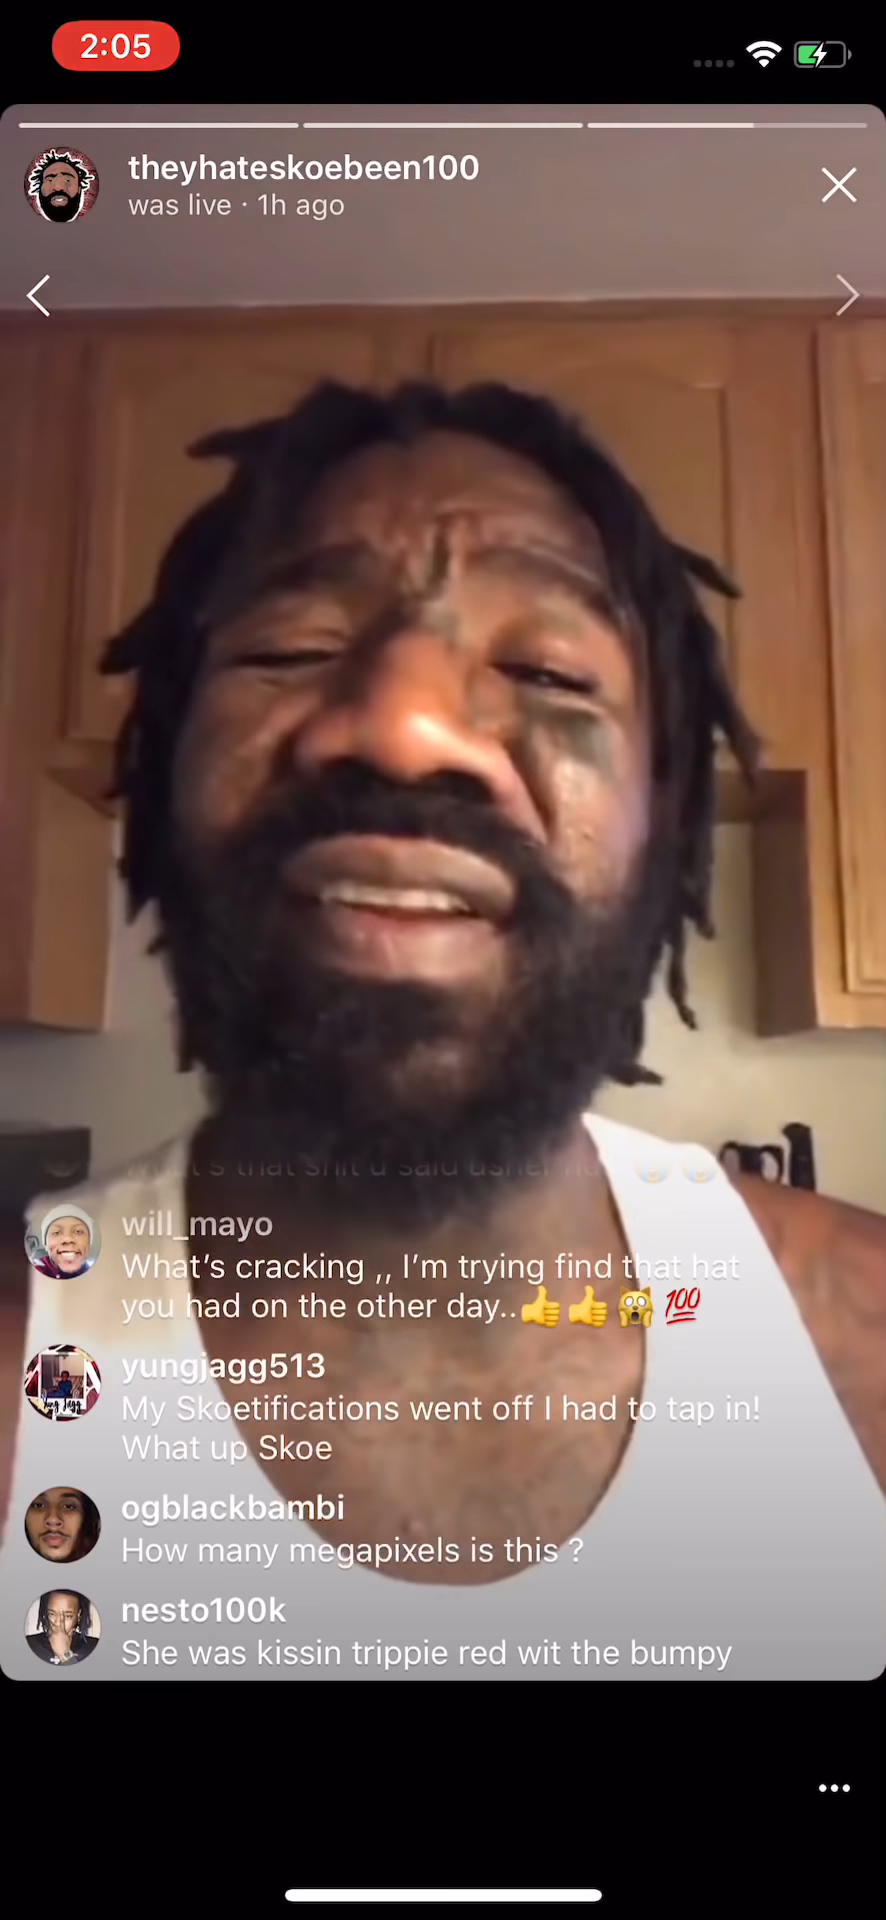 2:05
theyhateskoebeen100
was live · 1h ago
will_mayo
What's cracking ,, I'm trying find that hat
you had on the other day..👍👍🙀💯
yungjagg513
My Skoetifications went off I had to tap in!
What up Skoe
ogblackbambi
How many megapixels is this ?
nesto100k
She was kissin trippie red wit the bumpy